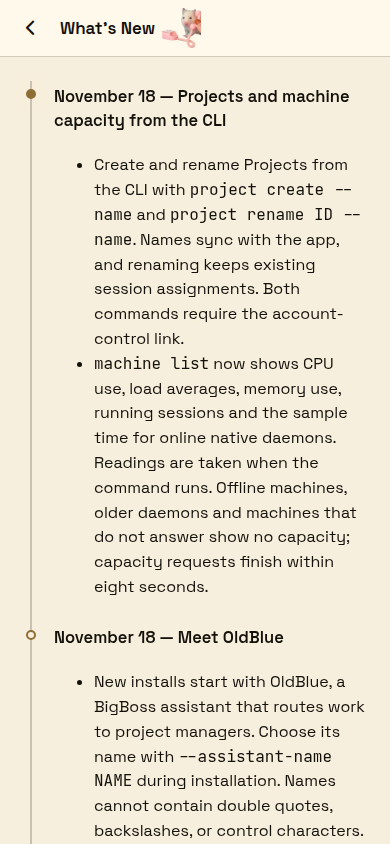 What's New
November 18 — Projects and machine
capacity from the CLI
• Create and rename Projects from
the CLI with project create --
name and project rename ID --
name. Names sync with the app,
and renaming keeps existing
session assignments. Both
commands require the account-
control link.
• machine list now shows CPU
use, load averages, memory use,
running sessions and the sample
time for online native daemons.
Readings are taken when the
command runs. Offline machines,
older daemons and machines that
do not answer show no capacity;
capacity requests finish within
eight seconds.
November 18 — Meet OldBlue
• New installs start with OldBlue, a
BigBoss assistant that routes work
to project managers. Choose its
name with --assistant-name
NAME during installation. Names
cannot contain double quotes,
backslashes, or control characters.